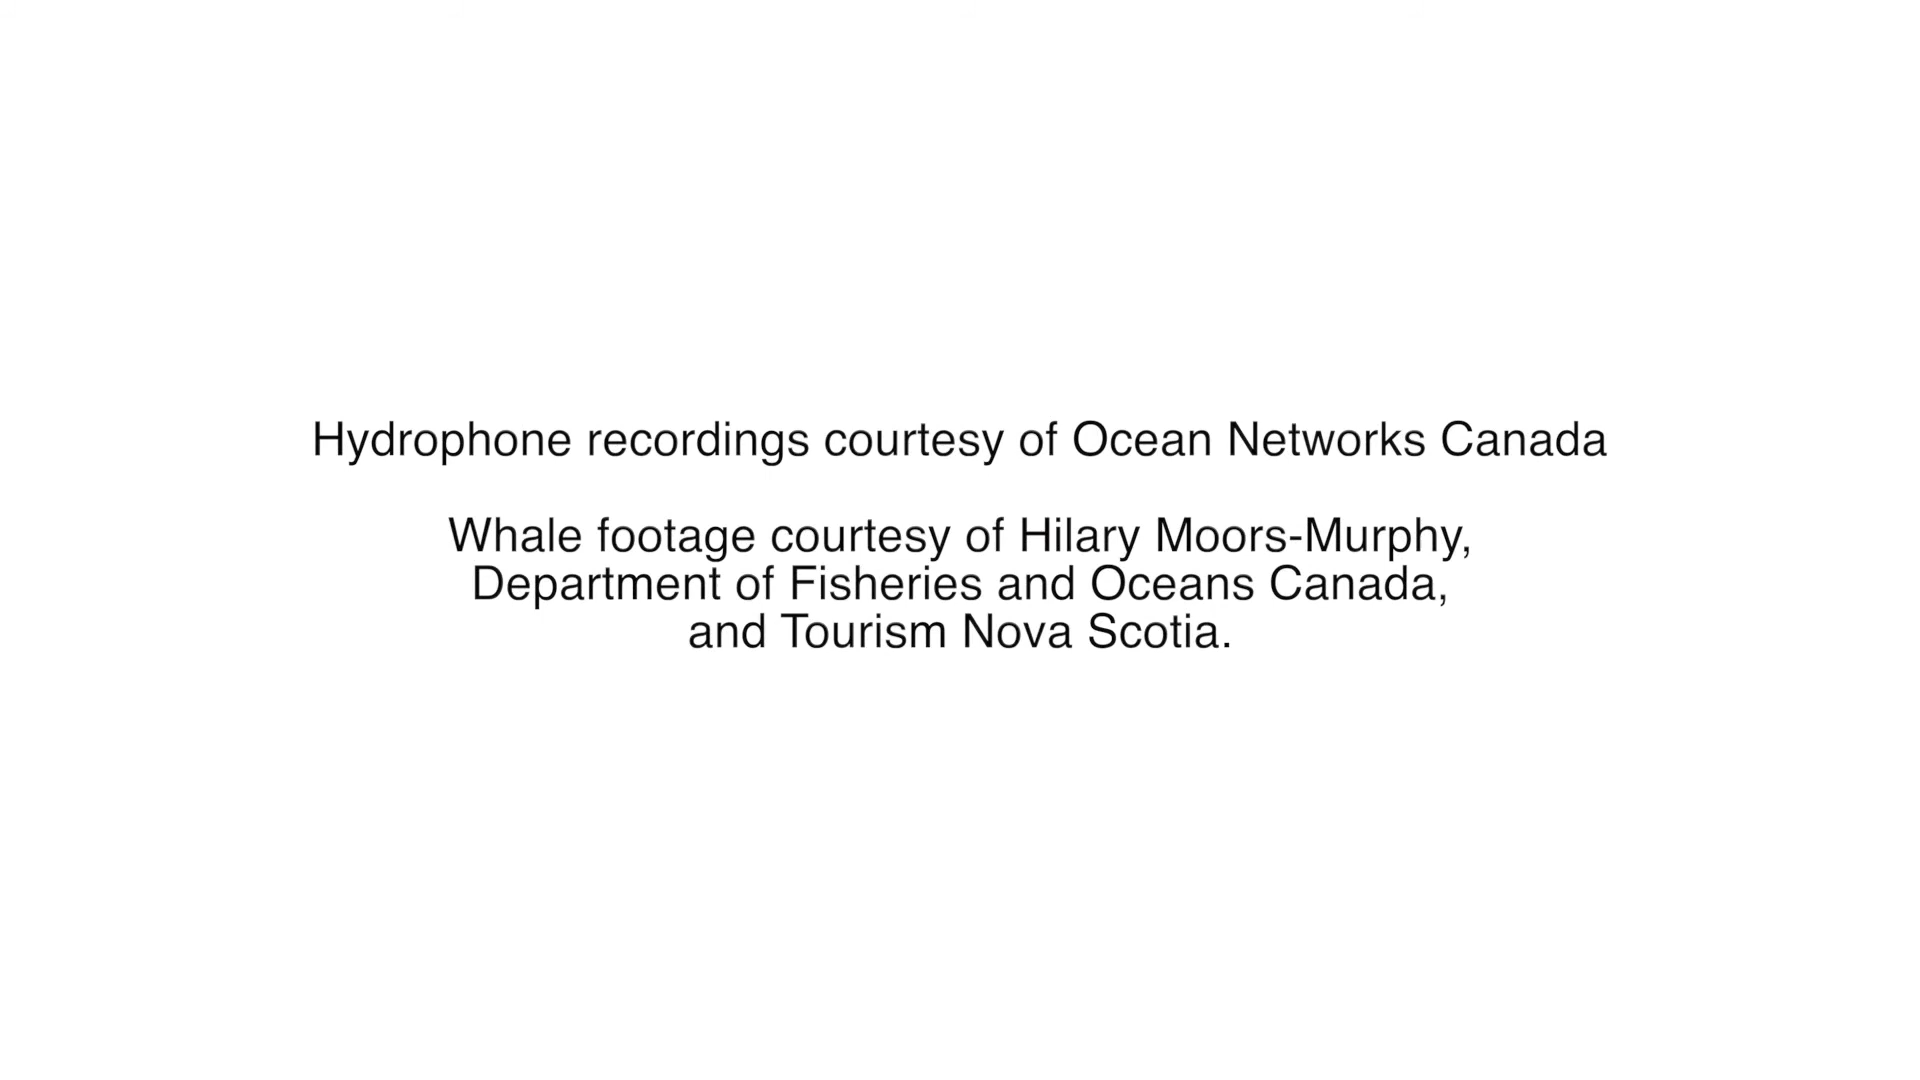 Hydrophone recordings courtesy of Ocean Networks Canada
Whale footage courtesy of Hilary Moors-Murphy,
Department of Fisheries and Oceans Canada,
and Tourism Nova Scotia.